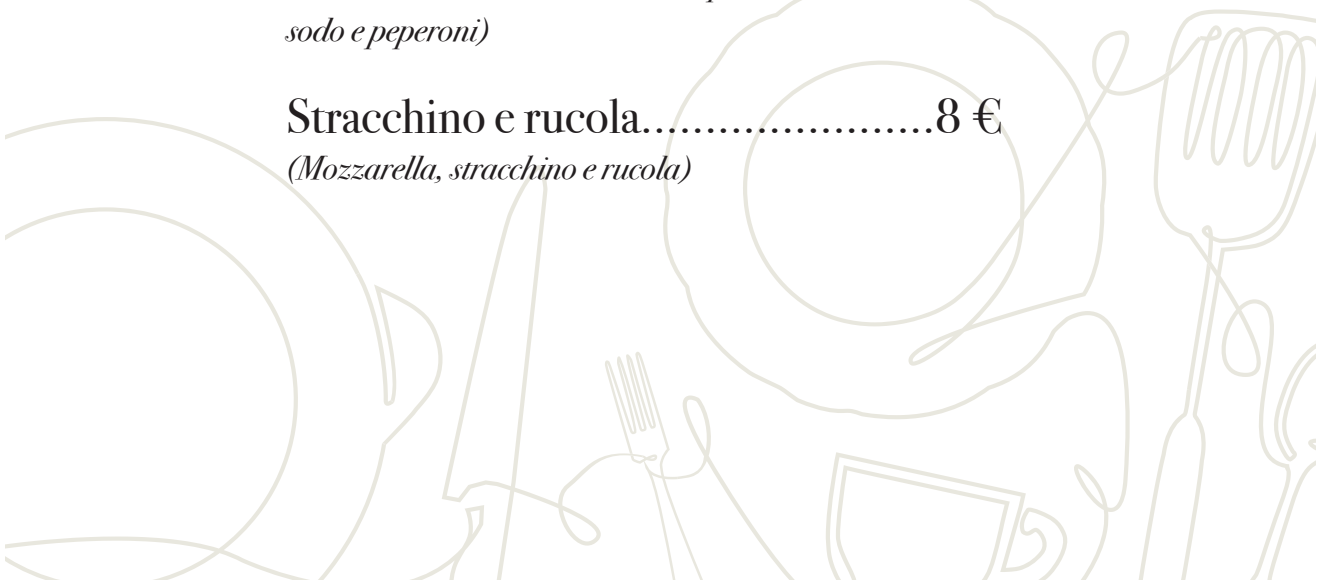 sodo e peperoni)
Stracchino e rucola.......................8 €
(Mozzarella, stracchino e rucola)